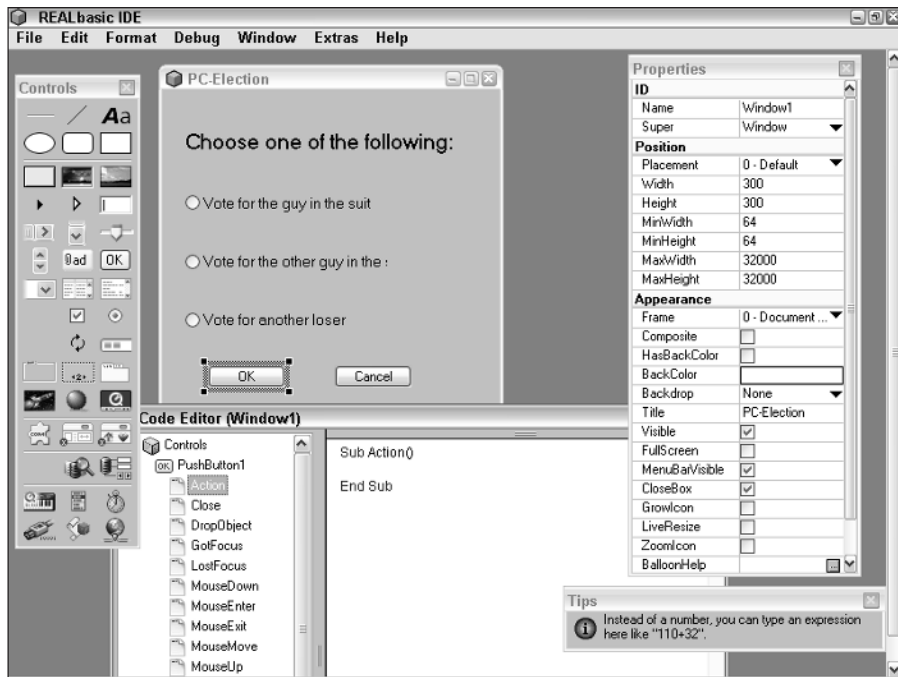 REALbasic IDE
File Edit Format Debug Window Extras Help
Controls
Aa
OK
PC-Election
Choose one of the following:
Vote for the guy in the suit
Vote for the other guy in the
Vote for another loser
OK Cancel
Code Editor (Window1)
Controls
OK PushButton1
Action
Close
DropObject
GotFocus
LostFocus
MouseDown
MouseEnter
MouseExit
MouseMove
MouseUp
Sub Action()
End Sub
Properties
ID
Name Window1
Super Window
Position
Placement 0 - Default
Width 300
Height 300
MinWidth 64
MinHeight 64
MaxWidth 32000
MaxHeight 32000
Appearance
Frame 0 - Document ...
Composite
HasBackColor
BackColor
Backdrop None
Title PC-Election
Visible
FullScreen
MenuBarVisible
CloseBox
GrowIcon
LiveResize
ZoomIcon
BalloonHelp ...
Tips
Instead of a number, you can type an expression
here like "110+32".